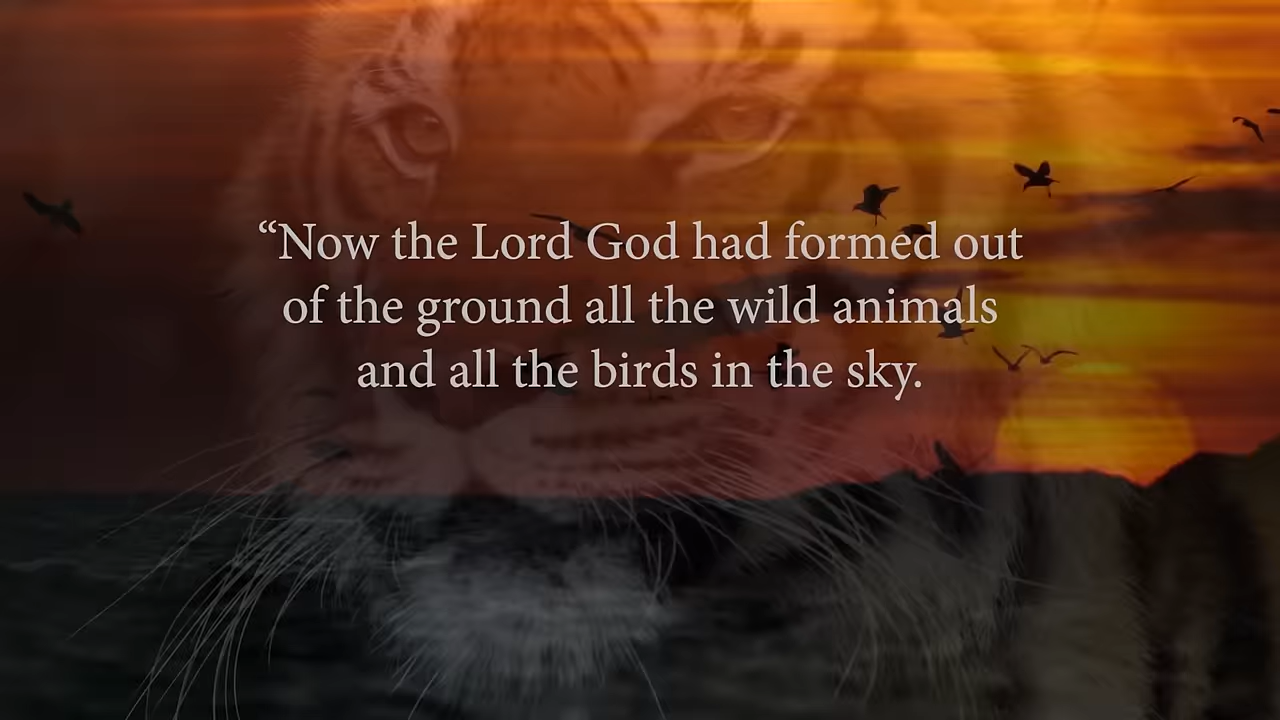 “Now the Lord God had formed out
of the ground all the wild animals
and all the birds in the sky.